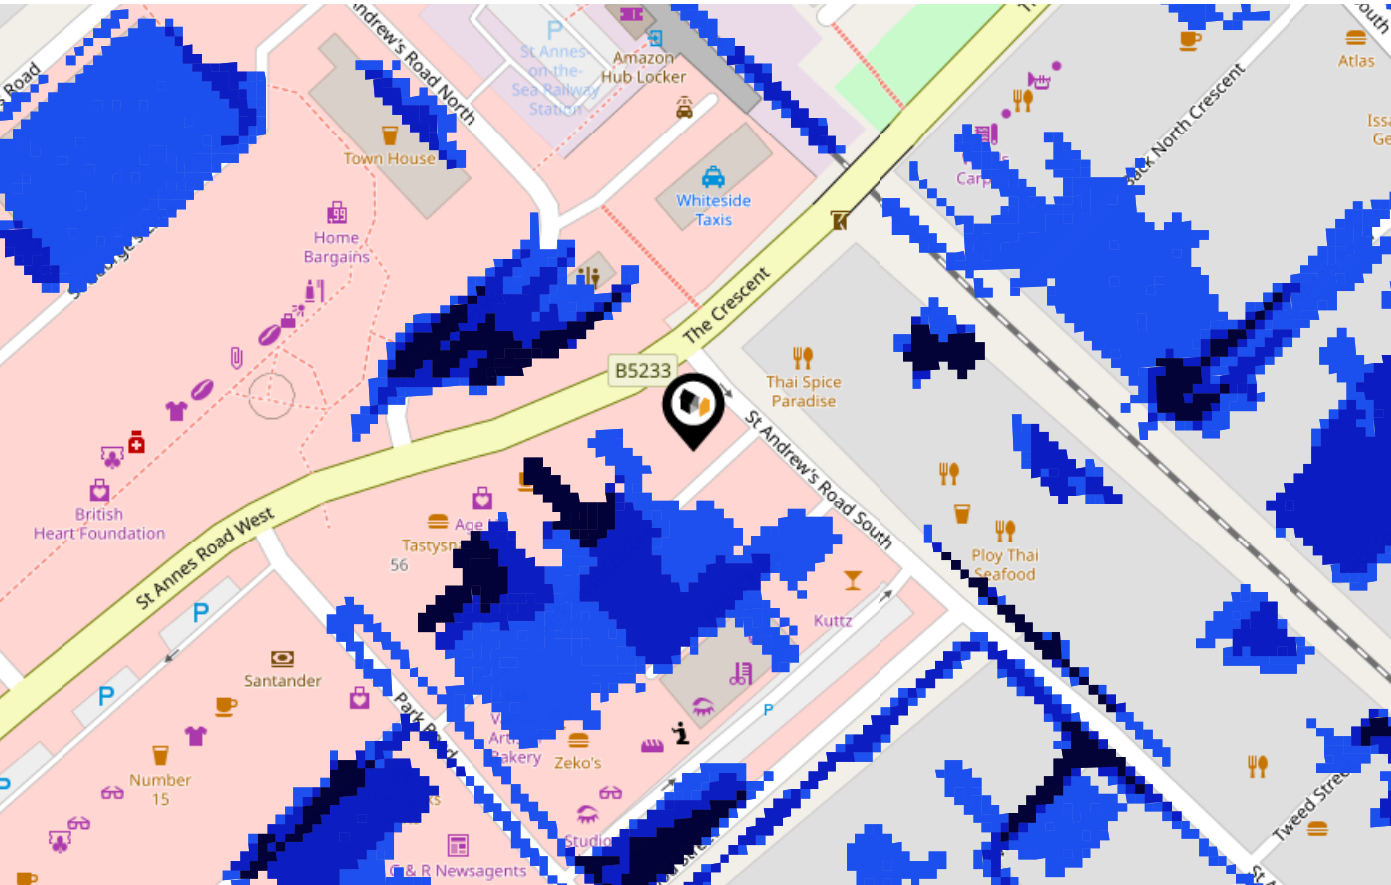 St Annes-
on-the-
Sea Railway
Station
Amazon
Hub Locker
Andrew's Road North
Town House
Whiteside
Taxis
Home
Bargains
Atlas
Back North Crescent
Road
The Crescent
B5233
Thai Spice
Paradise
St Andrew's Road South
British
Heart Foundation
St Annes Road West
Age
56
Ploy Thai
Seafood
Kuttz
Santander
Park Road
Bakery
Zeko's
Number
15
Studio
G & R Newsagents
Tweed Street
P
P
P
P